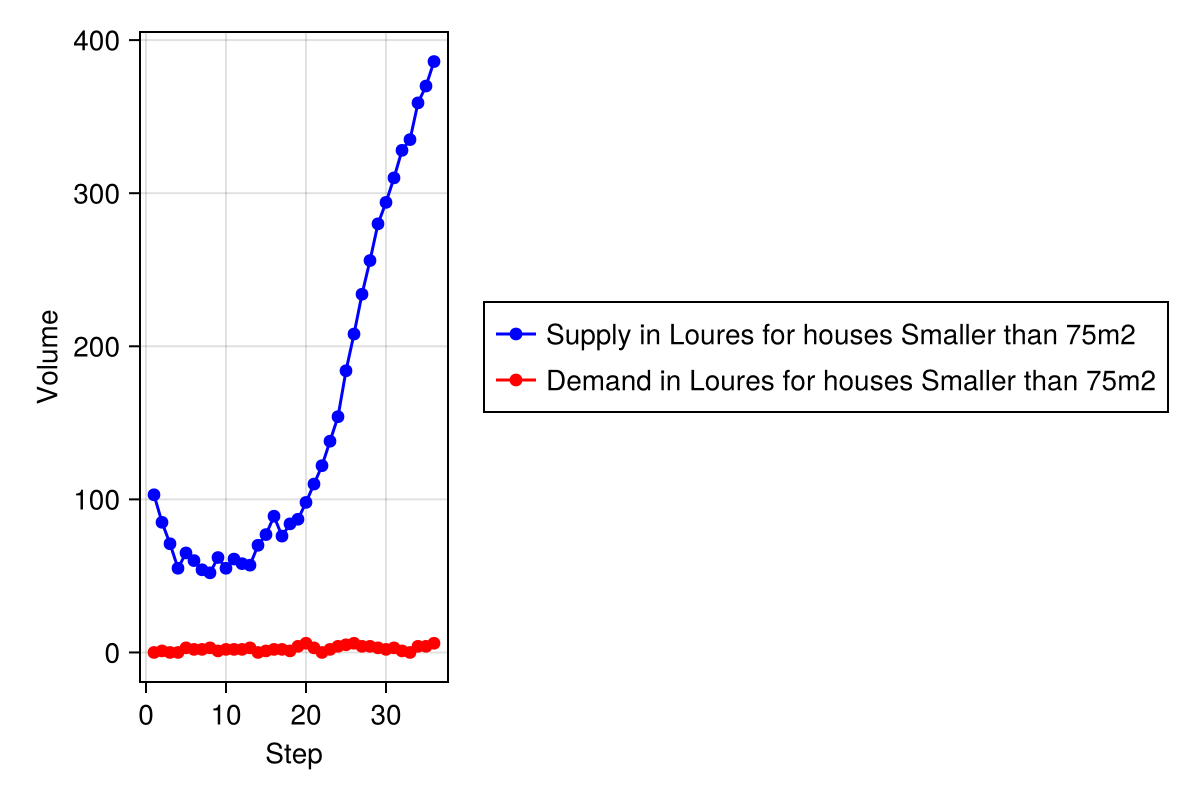 400
300
200
100
0
Volume
0 10 20 30
Step
Supply in Loures for houses Smaller than 75m2
Demand in Loures for houses Smaller than 75m2